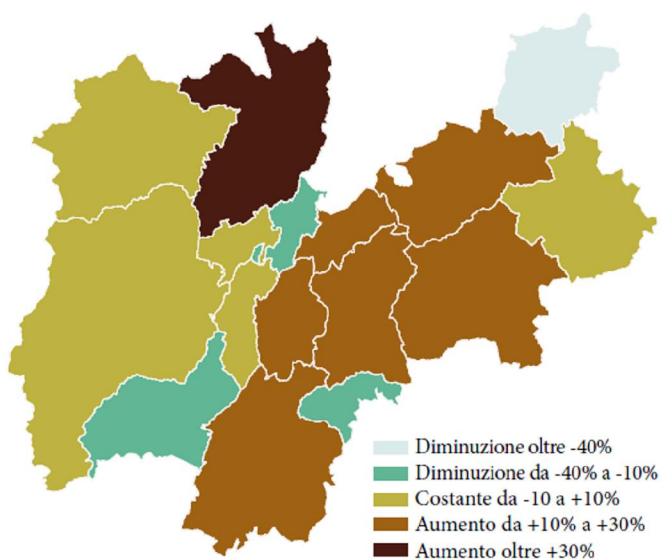 Diminuzione oltre -40%
Diminuzione da -40% a -10%
Costante da -10 a +10%
Aumento da +10% a +30%
Aumento oltre +30%